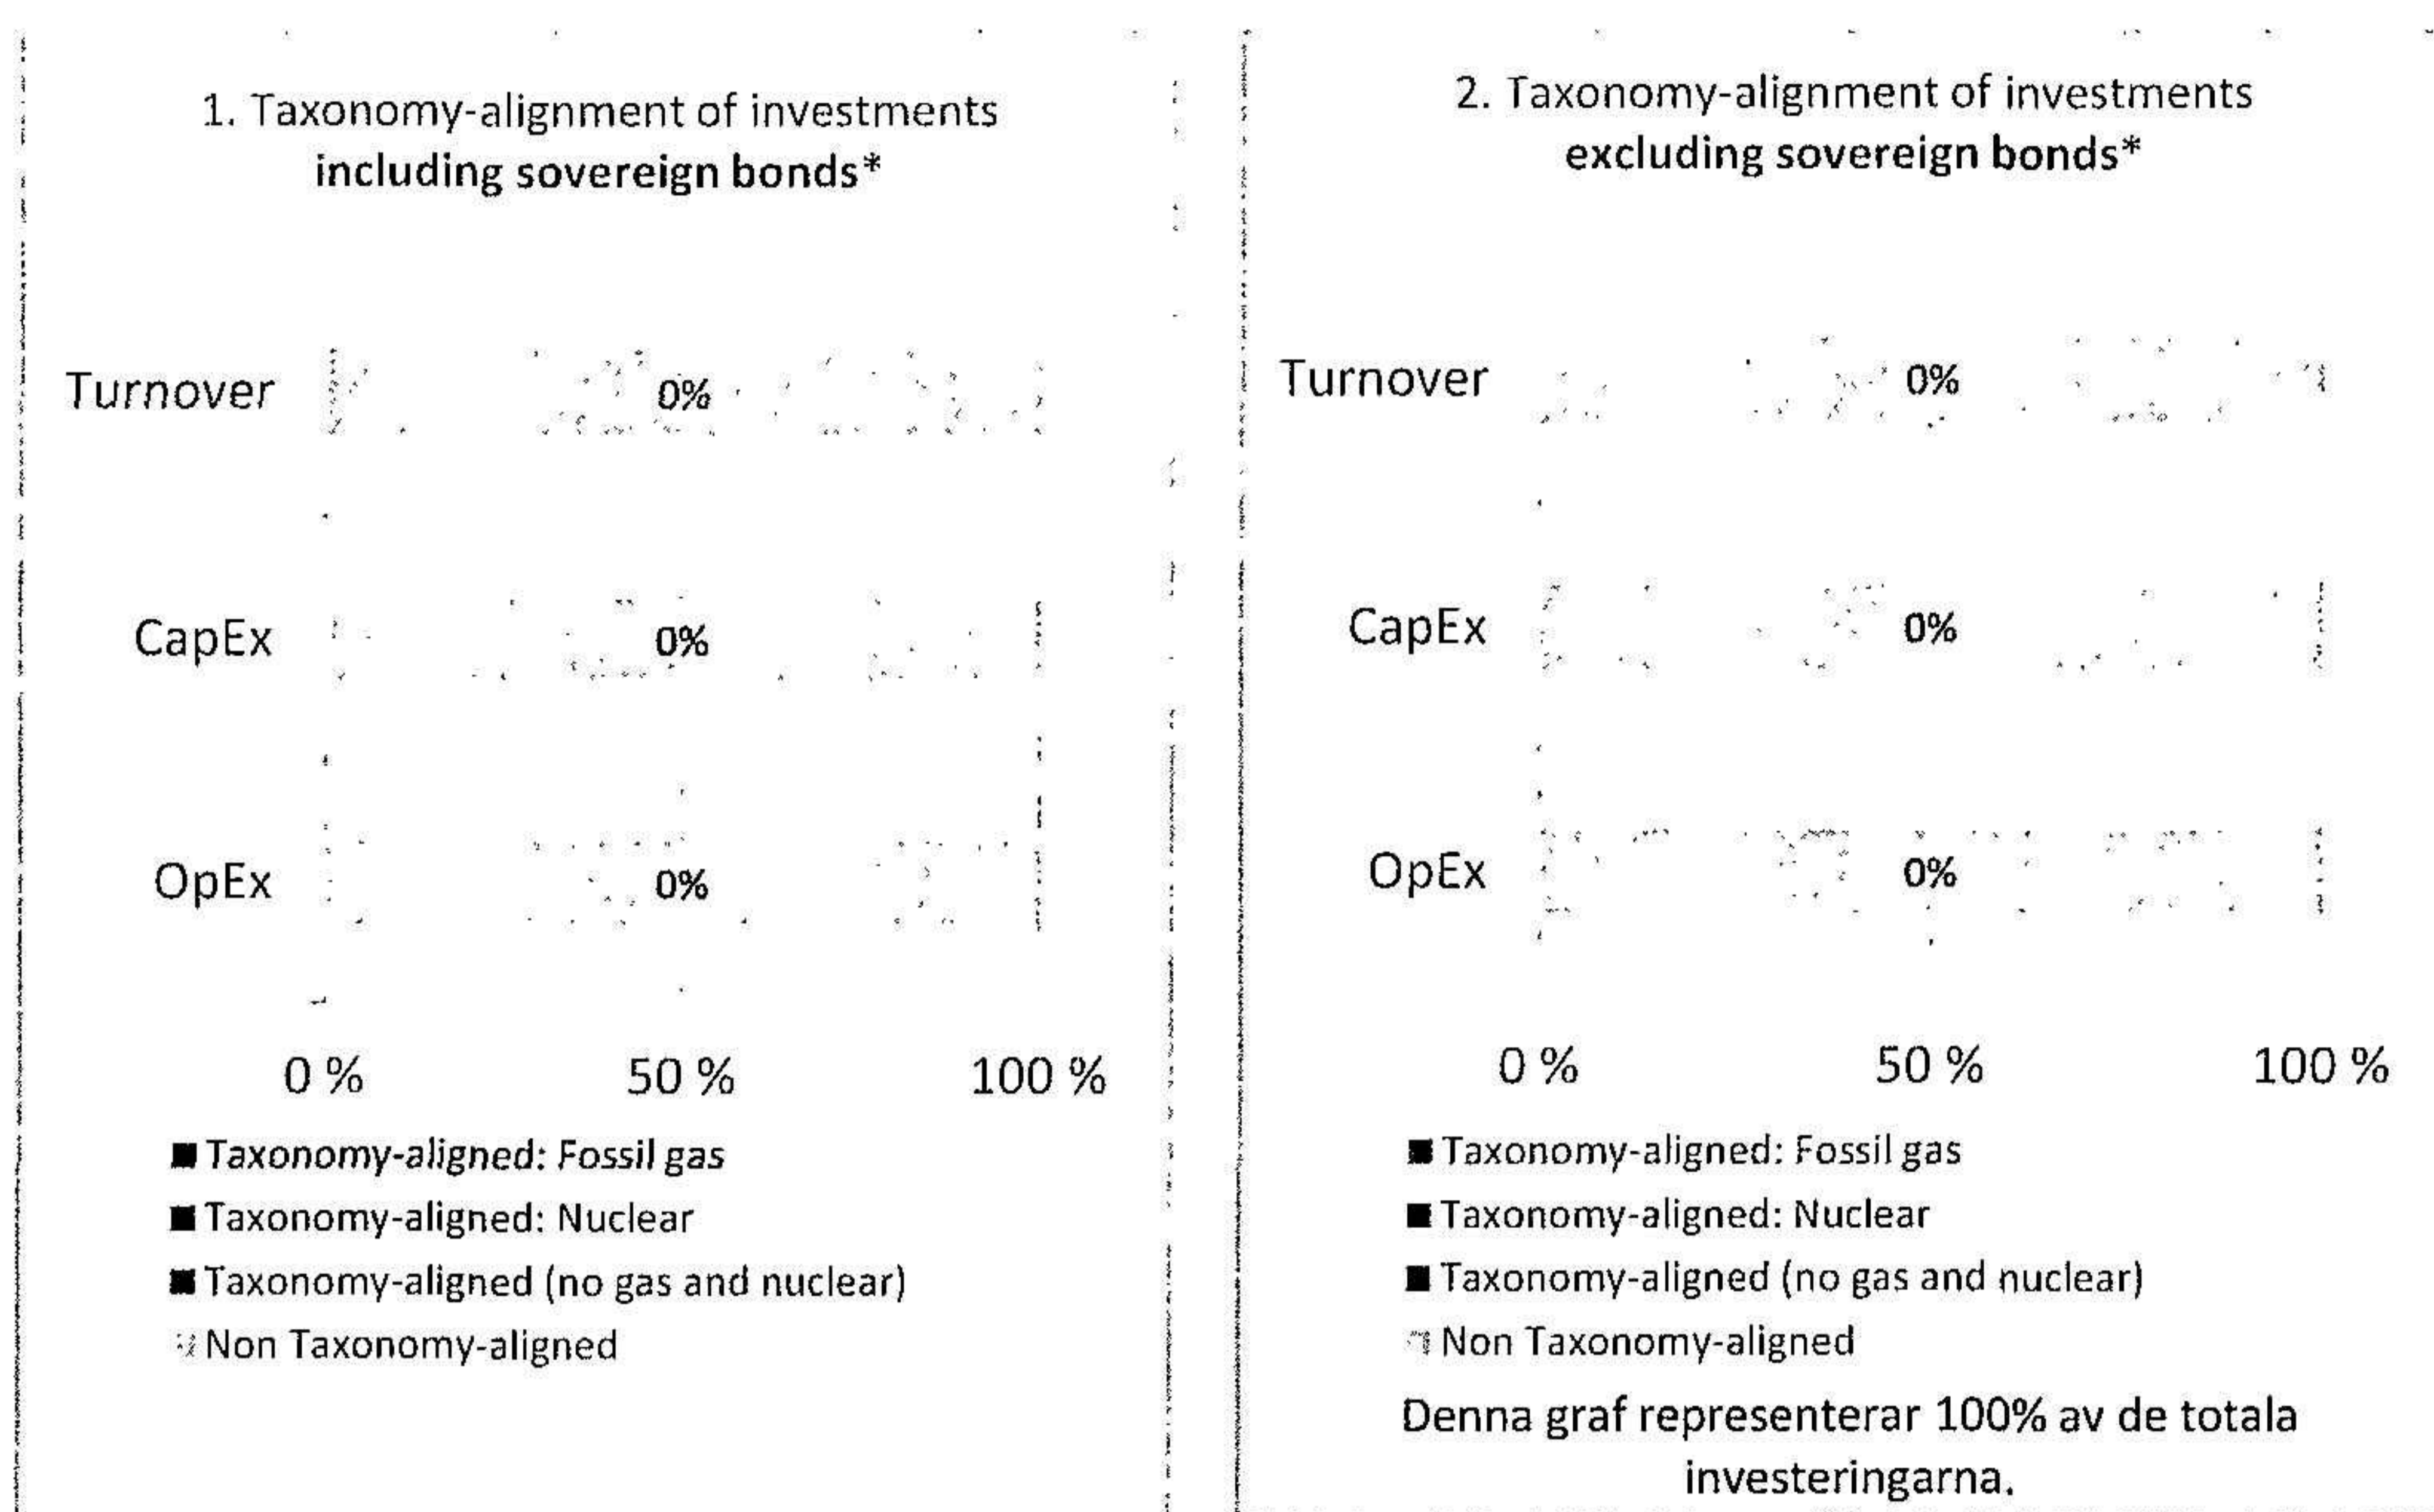 1. Taxonomy-alignment of investments
including sovereign bonds*
Turnover 0%
CapEx 0%
OpEx 0%
0 % 50 % 100 %
Taxonomy-aligned: Fossil gas
Taxonomy-aligned: Nuclear
Taxonomy-aligned (no gas and nuclear)
Non Taxonomy-aligned
2. Taxonomy-alignment of investments
excluding sovereign bonds*
Turnover 0%
CapEx 0%
OpEx 0%
0 % 50 % 100 %
Taxonomy-aligned: Fossil gas
Taxonomy-aligned: Nuclear
Taxonomy-aligned (no gas and nuclear)
Non Taxonomy-aligned
Denna graf representerar 100% av de totala
investeringarna.